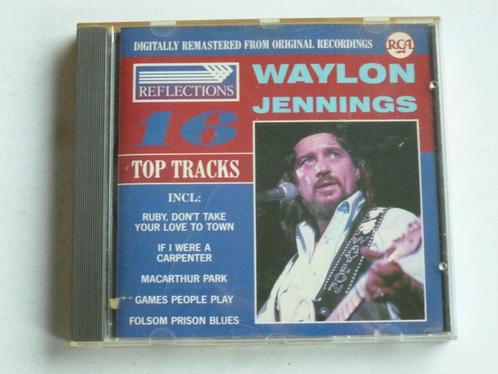 DIGITALLY REMASTERED FROM ORIGINAL RECORDINGS
RCA
REFLECTIONS
WAYLON
JENNINGS
16
TOP TRACKS
INCL:
RUBY, DON'T TAKE
YOUR LOVE TO TOWN
IF I WERE A
CARPENTER
MACARTHUR PARK
GAMES PEOPLE PLAY
FOLSOM PRISON BLUES